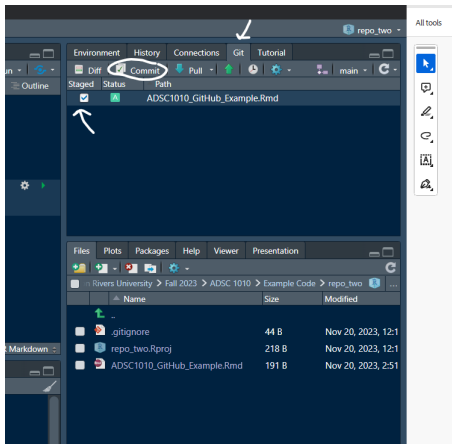 repo_two
All tools
Environment History Connections Git Tutorial
Diff Commit Pull main
Outline
Staged Status Path
A ADSC1010_GitHub_Example.Rmd
Files Plots Packages Help Viewer Presentation
Rivers University > Fall 2023 > ADSC 1010 > Example Code > repo_two ...
Name Size Modified
..
.gitignore 44 B Nov 20, 2023, 12:1
repo_two.Rproj 218 B Nov 20, 2023, 12:1
Markdown
ADSC1010_GitHub_Example.Rmd 191 B Nov 20, 2023, 2:51